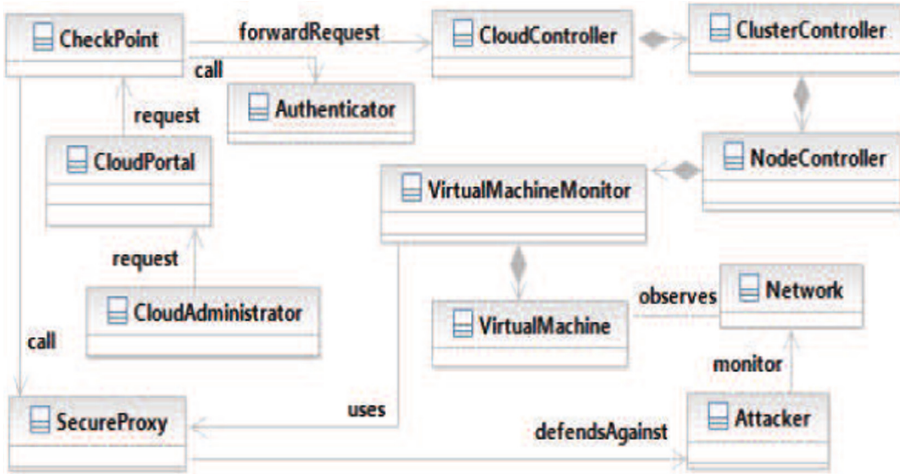 CheckPoint
forwardRequest
CloudController
ClusterController
call
Authenticator
request
CloudPortal
NodeController
VirtualMachineMonitor
request
CloudAdministrator
VirtualMachine
observes
Network
call
monitor
SecureProxy
uses
defendsAgainst
Attacker